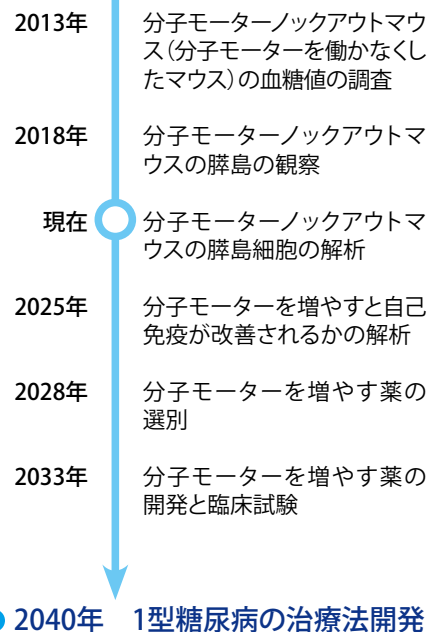 2013年 分子モーターノックアウトマウ
ス(分子モーターを働かなくし
たマウス)の血糖値の調査
2018年 分子モーターノックアウトマ
ウスの膵島の観察
現在 分子モーターノックアウトマ
ウスの膵島細胞の解析
2025年 分子モーターを増やすと自己
免疫が改善されるかの解析
2028年 分子モーターを増やす薬の
選別
2033年 分子モーターを増やす薬の
開発と臨床試験
2040年 1型糖尿病の治療法開発